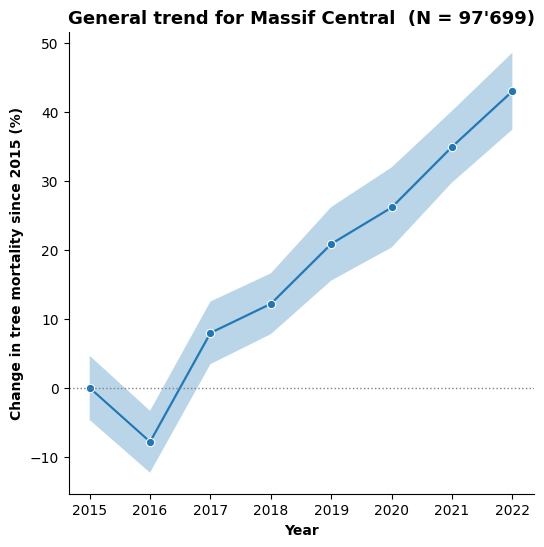 General trend for Massif Central  (N = 97'699)
Change in tree mortality since 2015 (%)
50
40
30
20
10
0
−10
2015 2016 2017 2018 2019 2020 2021 2022
Year